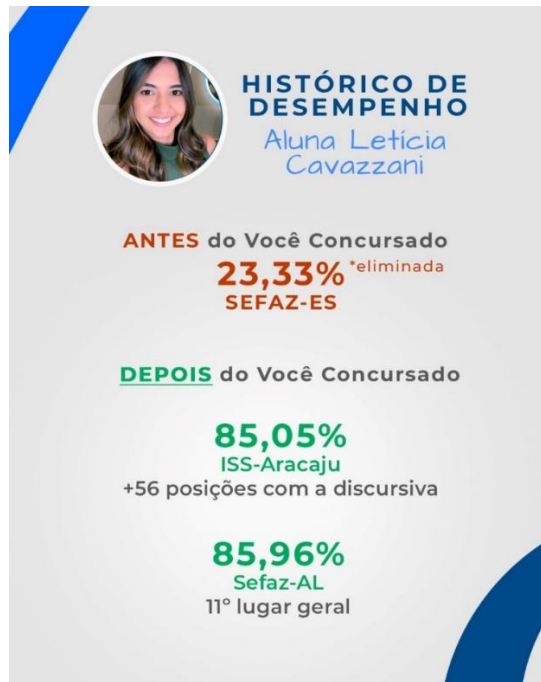 HISTÓRICO DE
DESEMPENHO
Aluna Letícia
Cavazzani
ANTES do Você Concursado
23,33% *eliminada
SEFAZ-ES
DEPOIS do Você Concursado
85,05%
ISS-Aracaju
+56 posições com a discursiva
85,96%
Sefaz-AL
11º lugar geral